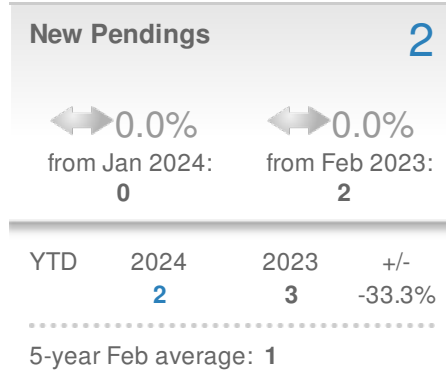 New Pendings 2
0.0% 0.0%
from Jan 2024: from Feb 2023:
0 2
YTD 2024 2023 +/-
2 3 -33.3%
5-year Feb average: 1